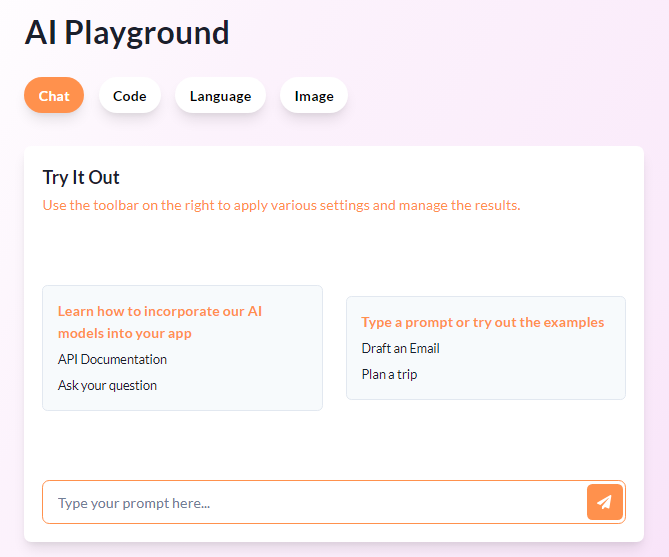 AI Playground
Chat
Code
Language
Image
Try It Out
Use the toolbar on the right to apply various settings and manage the results.
Learn how to incorporate our AI
models into your app
API Documentation
Ask your question
Type a prompt or try out the examples
Draft an Email
Plan a trip
Type your prompt here...